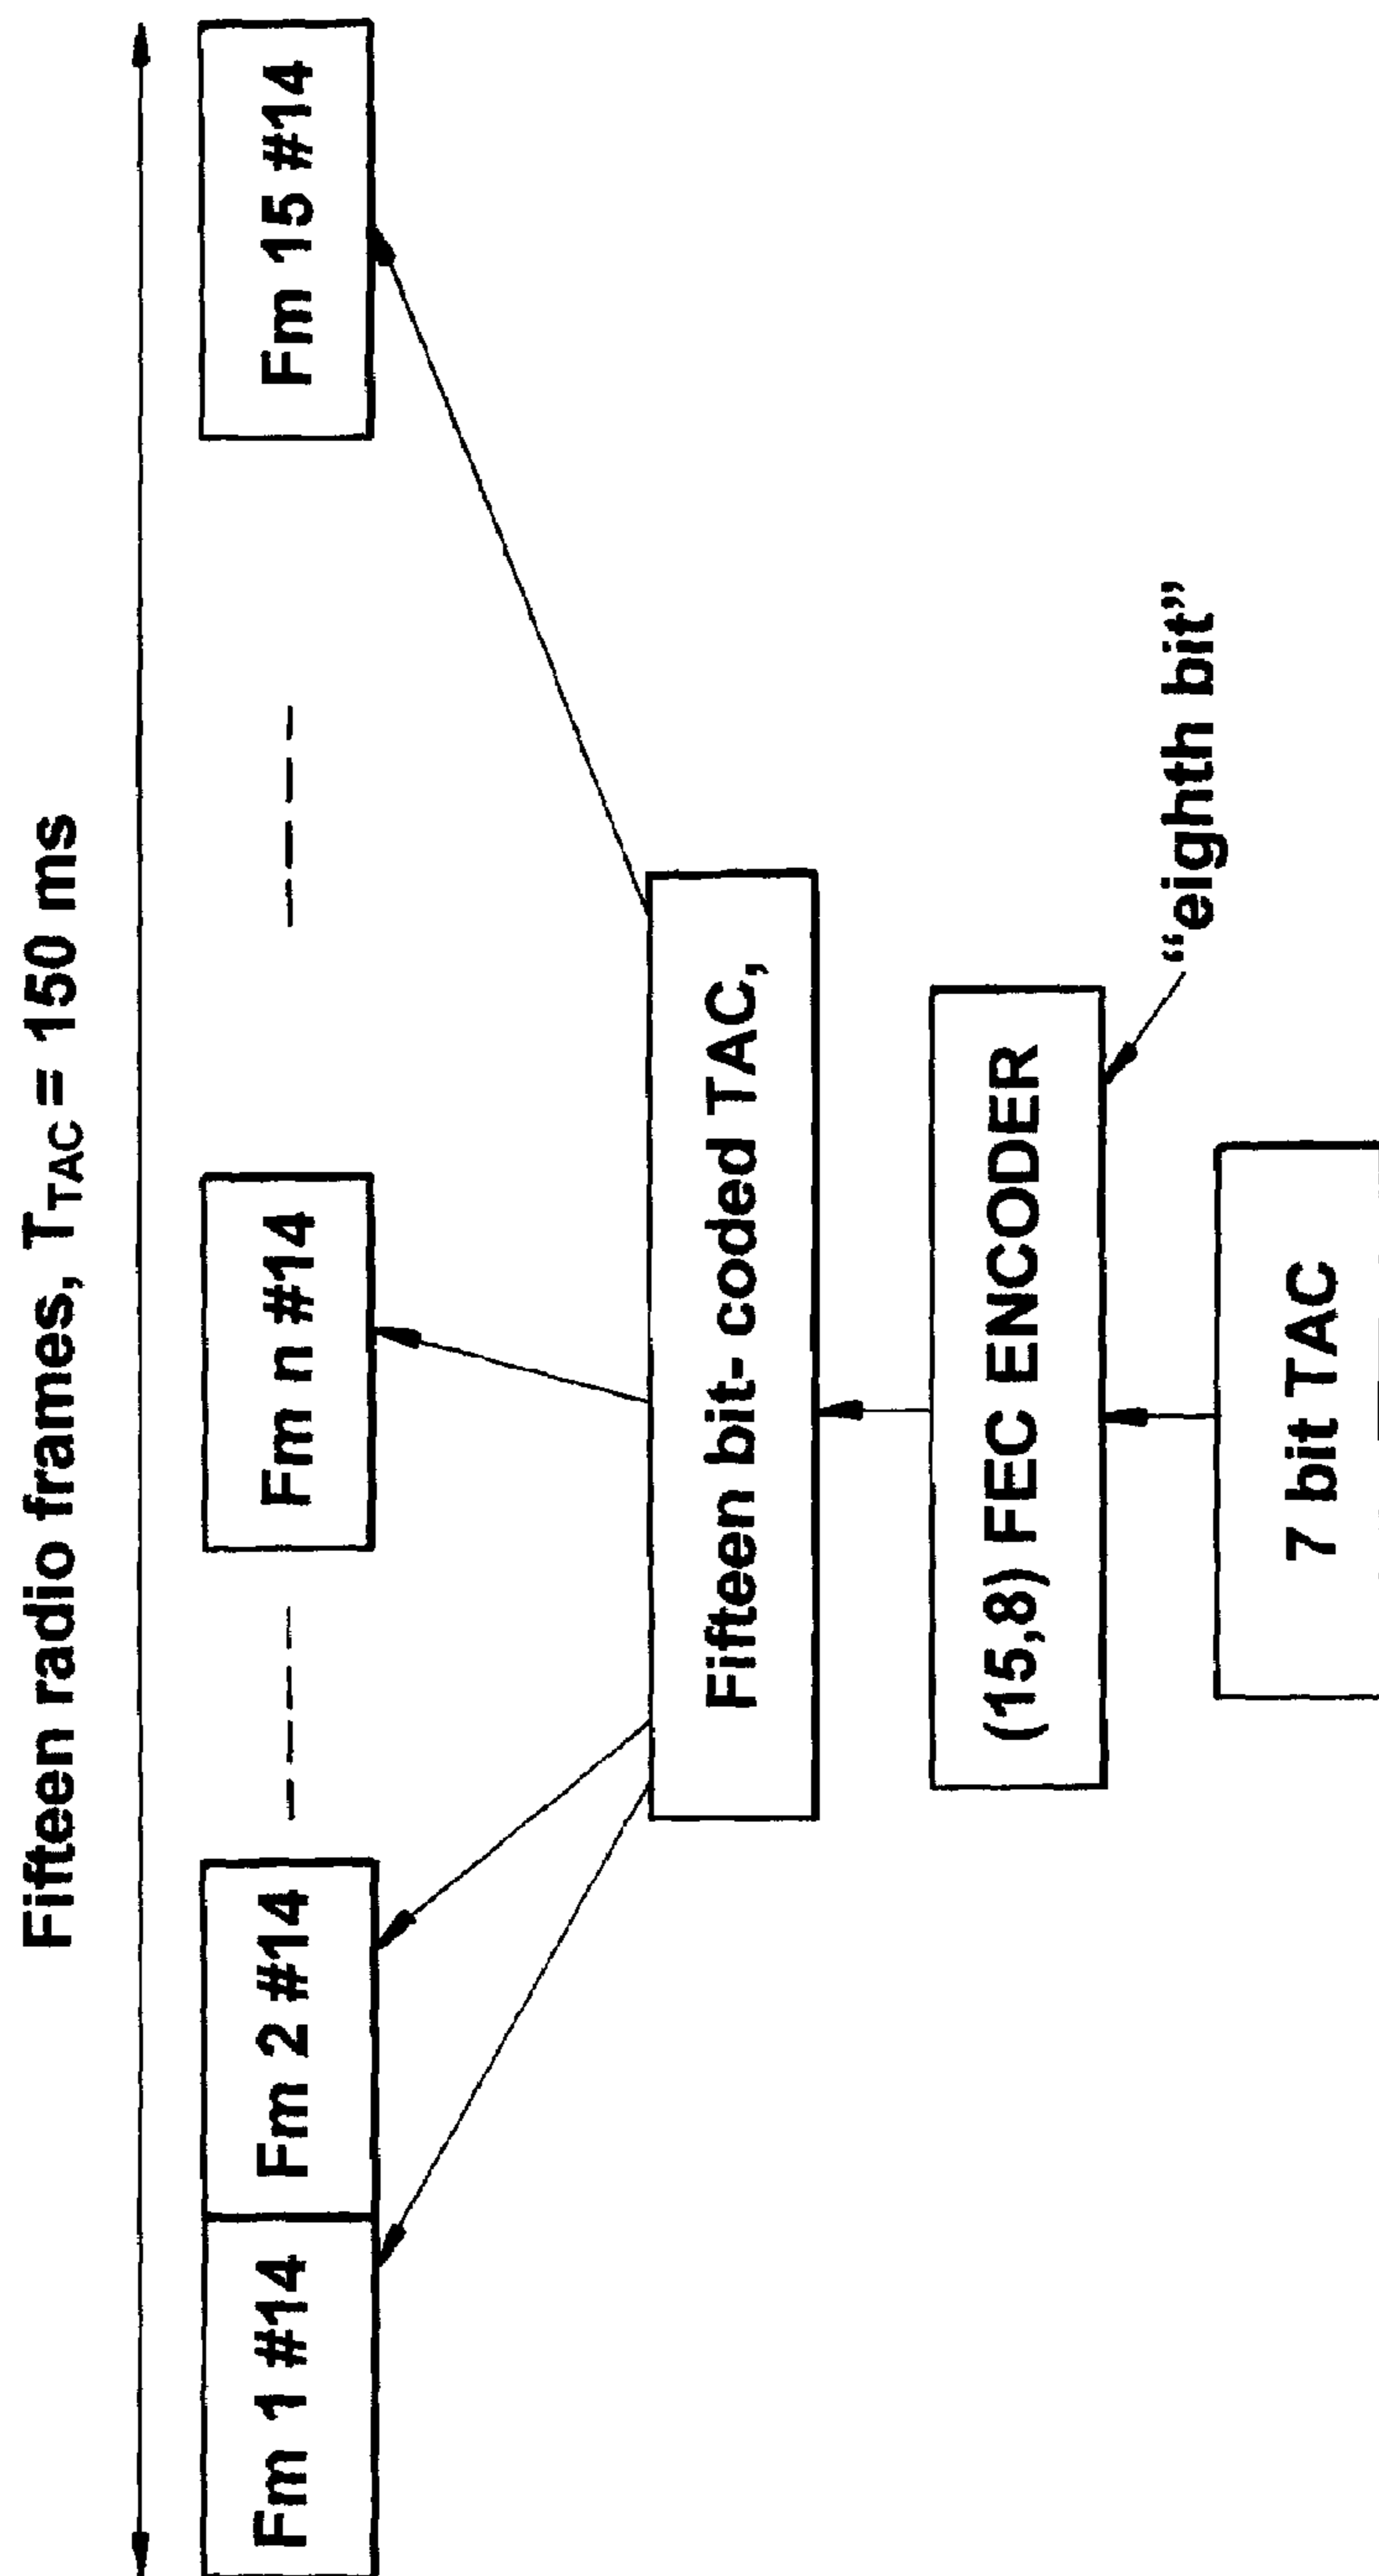 Fifteen radio frames, TTAC = 150 ms
Fm 1 #14
Fm 2 #14
Fm n #14
Fm 15 #14
Fifteen bit- coded TAC,
(15,8) FEC ENCODER
“eighth bit”
7 bit TAC